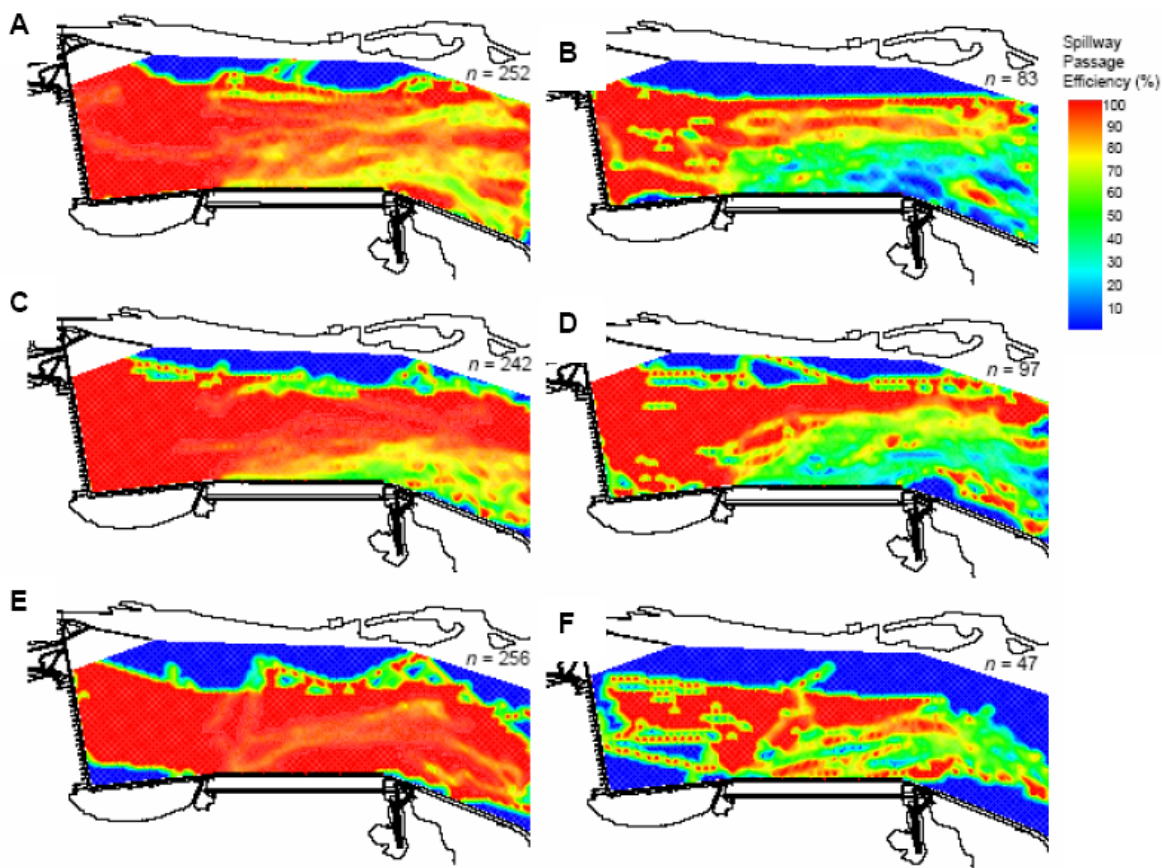 A
n = 252
B
n = 83
Spillway
Passage
Efficiency (%)
100
90
80
70
60
50
40
30
20
10
C
n = 242
D
n = 97
E
n = 256
F
n = 47